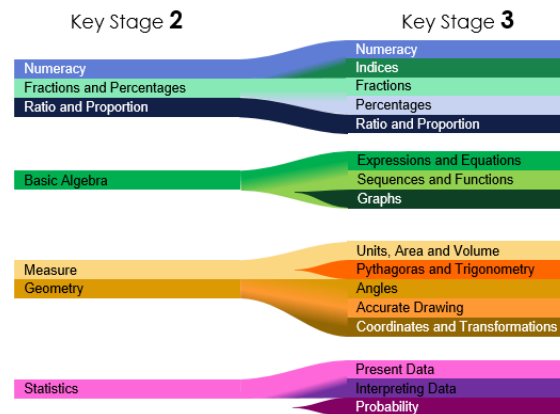 Key Stage 2
Key Stage 3
Numeracy
Fractions and Percentages
Ratio and Proportion
Numeracy
Indices
Fractions
Percentages
Ratio and Proportion
Basic Algebra
Expressions and Equations
Sequences and Functions
Graphs
Measure
Geometry
Units, Area and Volume
Pythagoras and Trigonometry
Angles
Accurate Drawing
Coordinates and Transformations
Statistics
Present Data
Interpreting Data
Probability